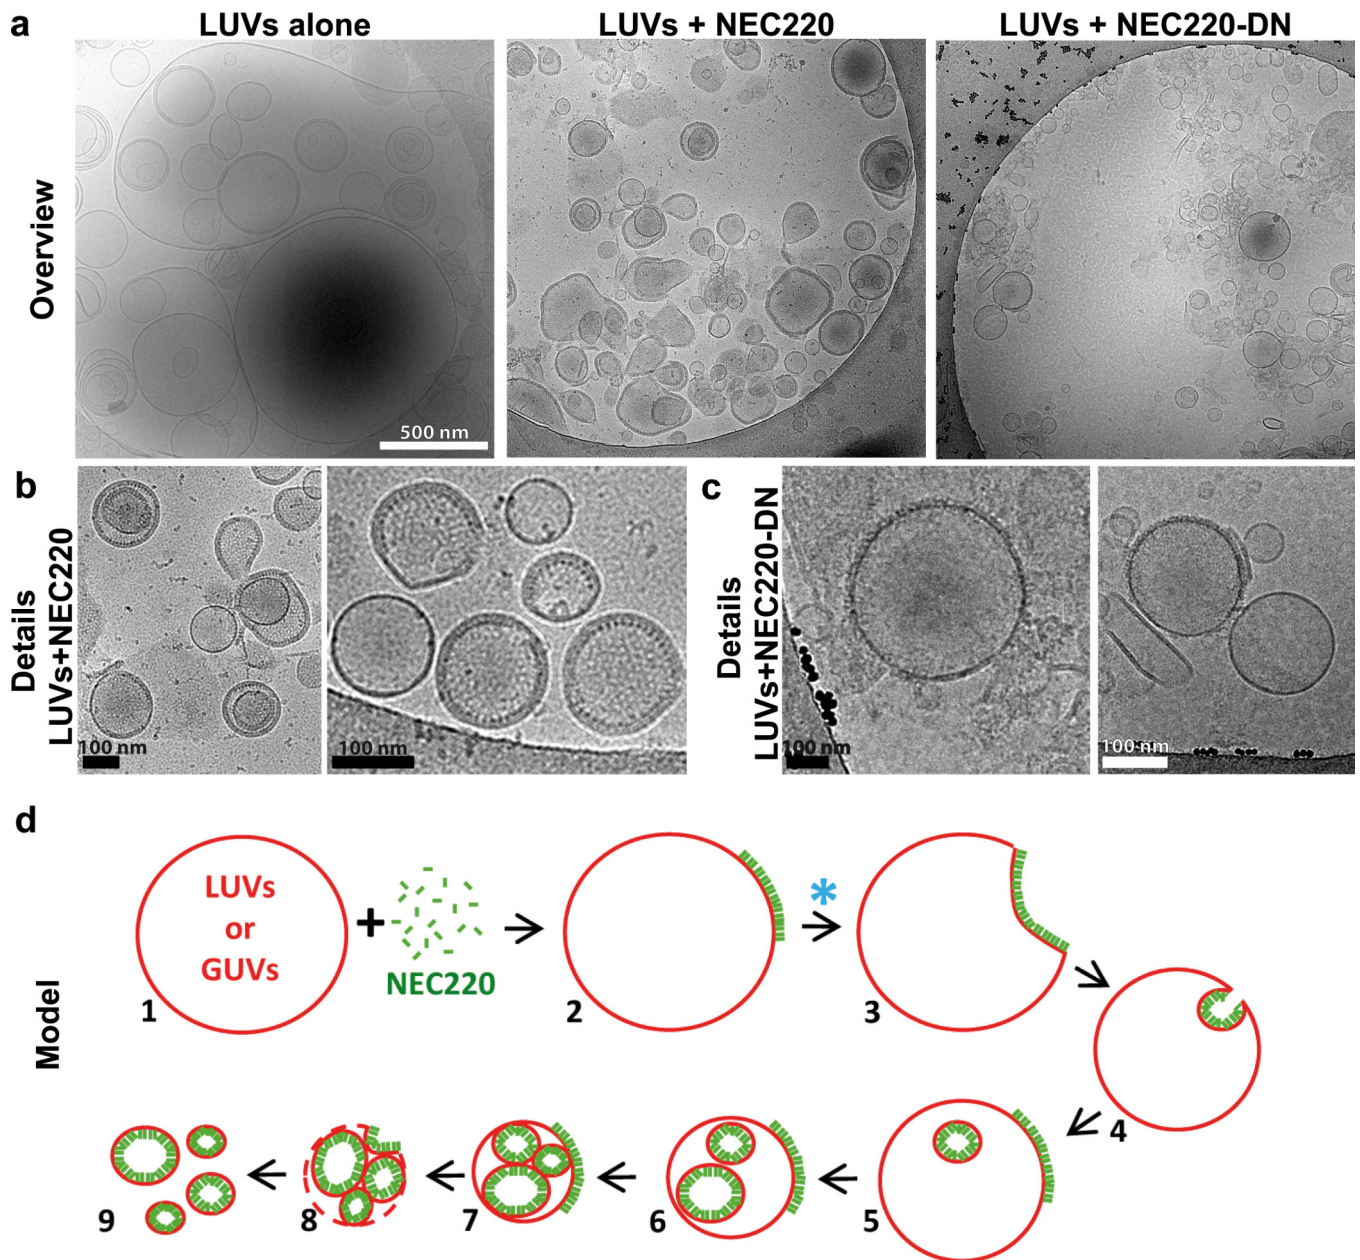 a
LUVs alone
LUVs + NEC220
LUVs + NEC220-DN
Overview
500 nm
b
Details
LUVs+NEC220
100 nm
100 nm
c
Details
LUVs+NEC220-DN
100 nm
100 nm
d
Model
LUVs
or
GUVs
+
NEC220
*
1
2
3
4
5
6
7
8
9